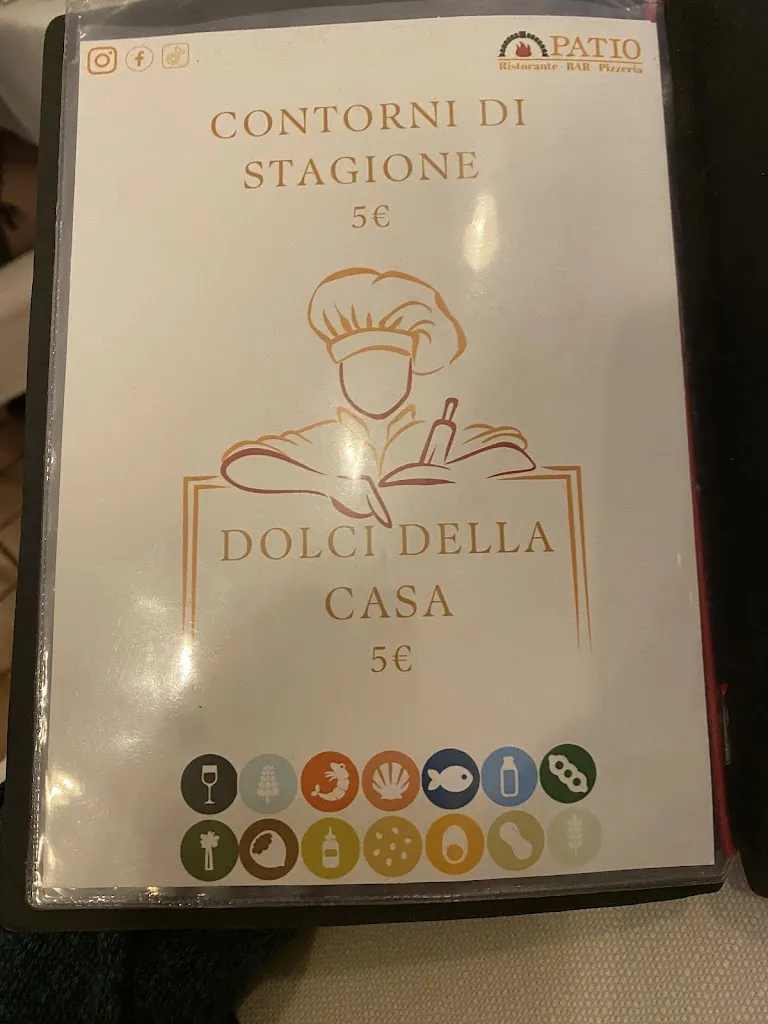 PATIO
Ristorante - BAR - Pizzeria
CONTORNI DI
STAGIONE
5€
DOLCI DELLA
CASA
5€